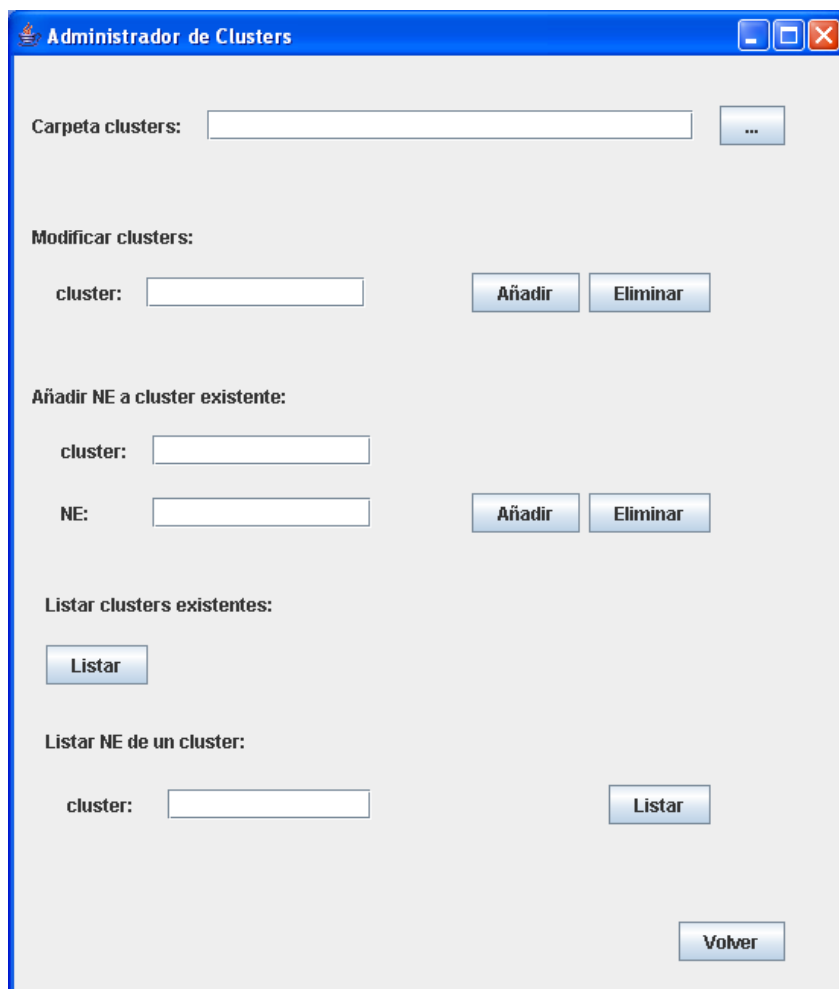 Administrador de Clusters
Carpeta clusters: ...
Modificar clusters:
cluster: Añadir Eliminar
Añadir NE a cluster existente:
cluster:
NE: Añadir Eliminar
Listar clusters existentes:
Listar
Listar NE de un cluster:
cluster: Listar
Volver